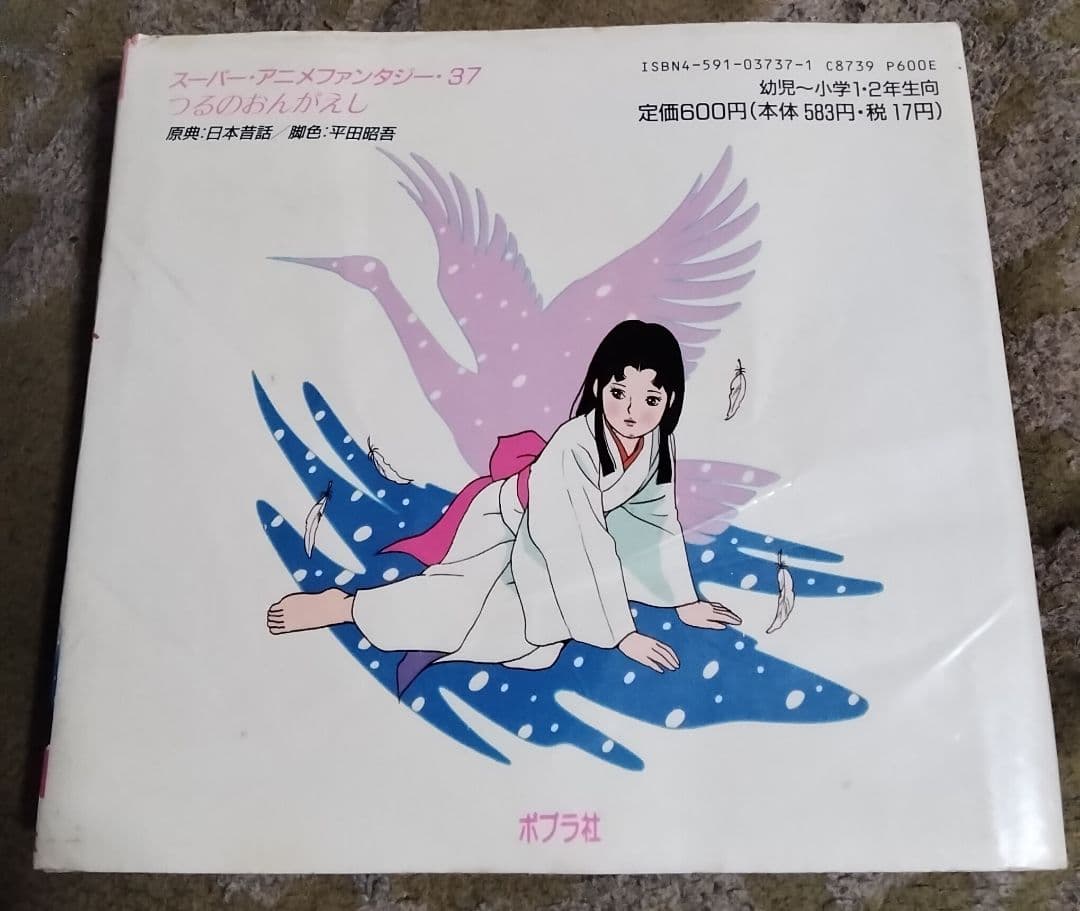 スーパー・アニメファンタジー・37
つるのおんがえし
原典:日本昔話／脚色:平田昭吾
ISBN4-591-03737-1 C8739 P600E
幼児〜小学1・2年生向
定価600円(本体583円・税17円)
ポプラ社